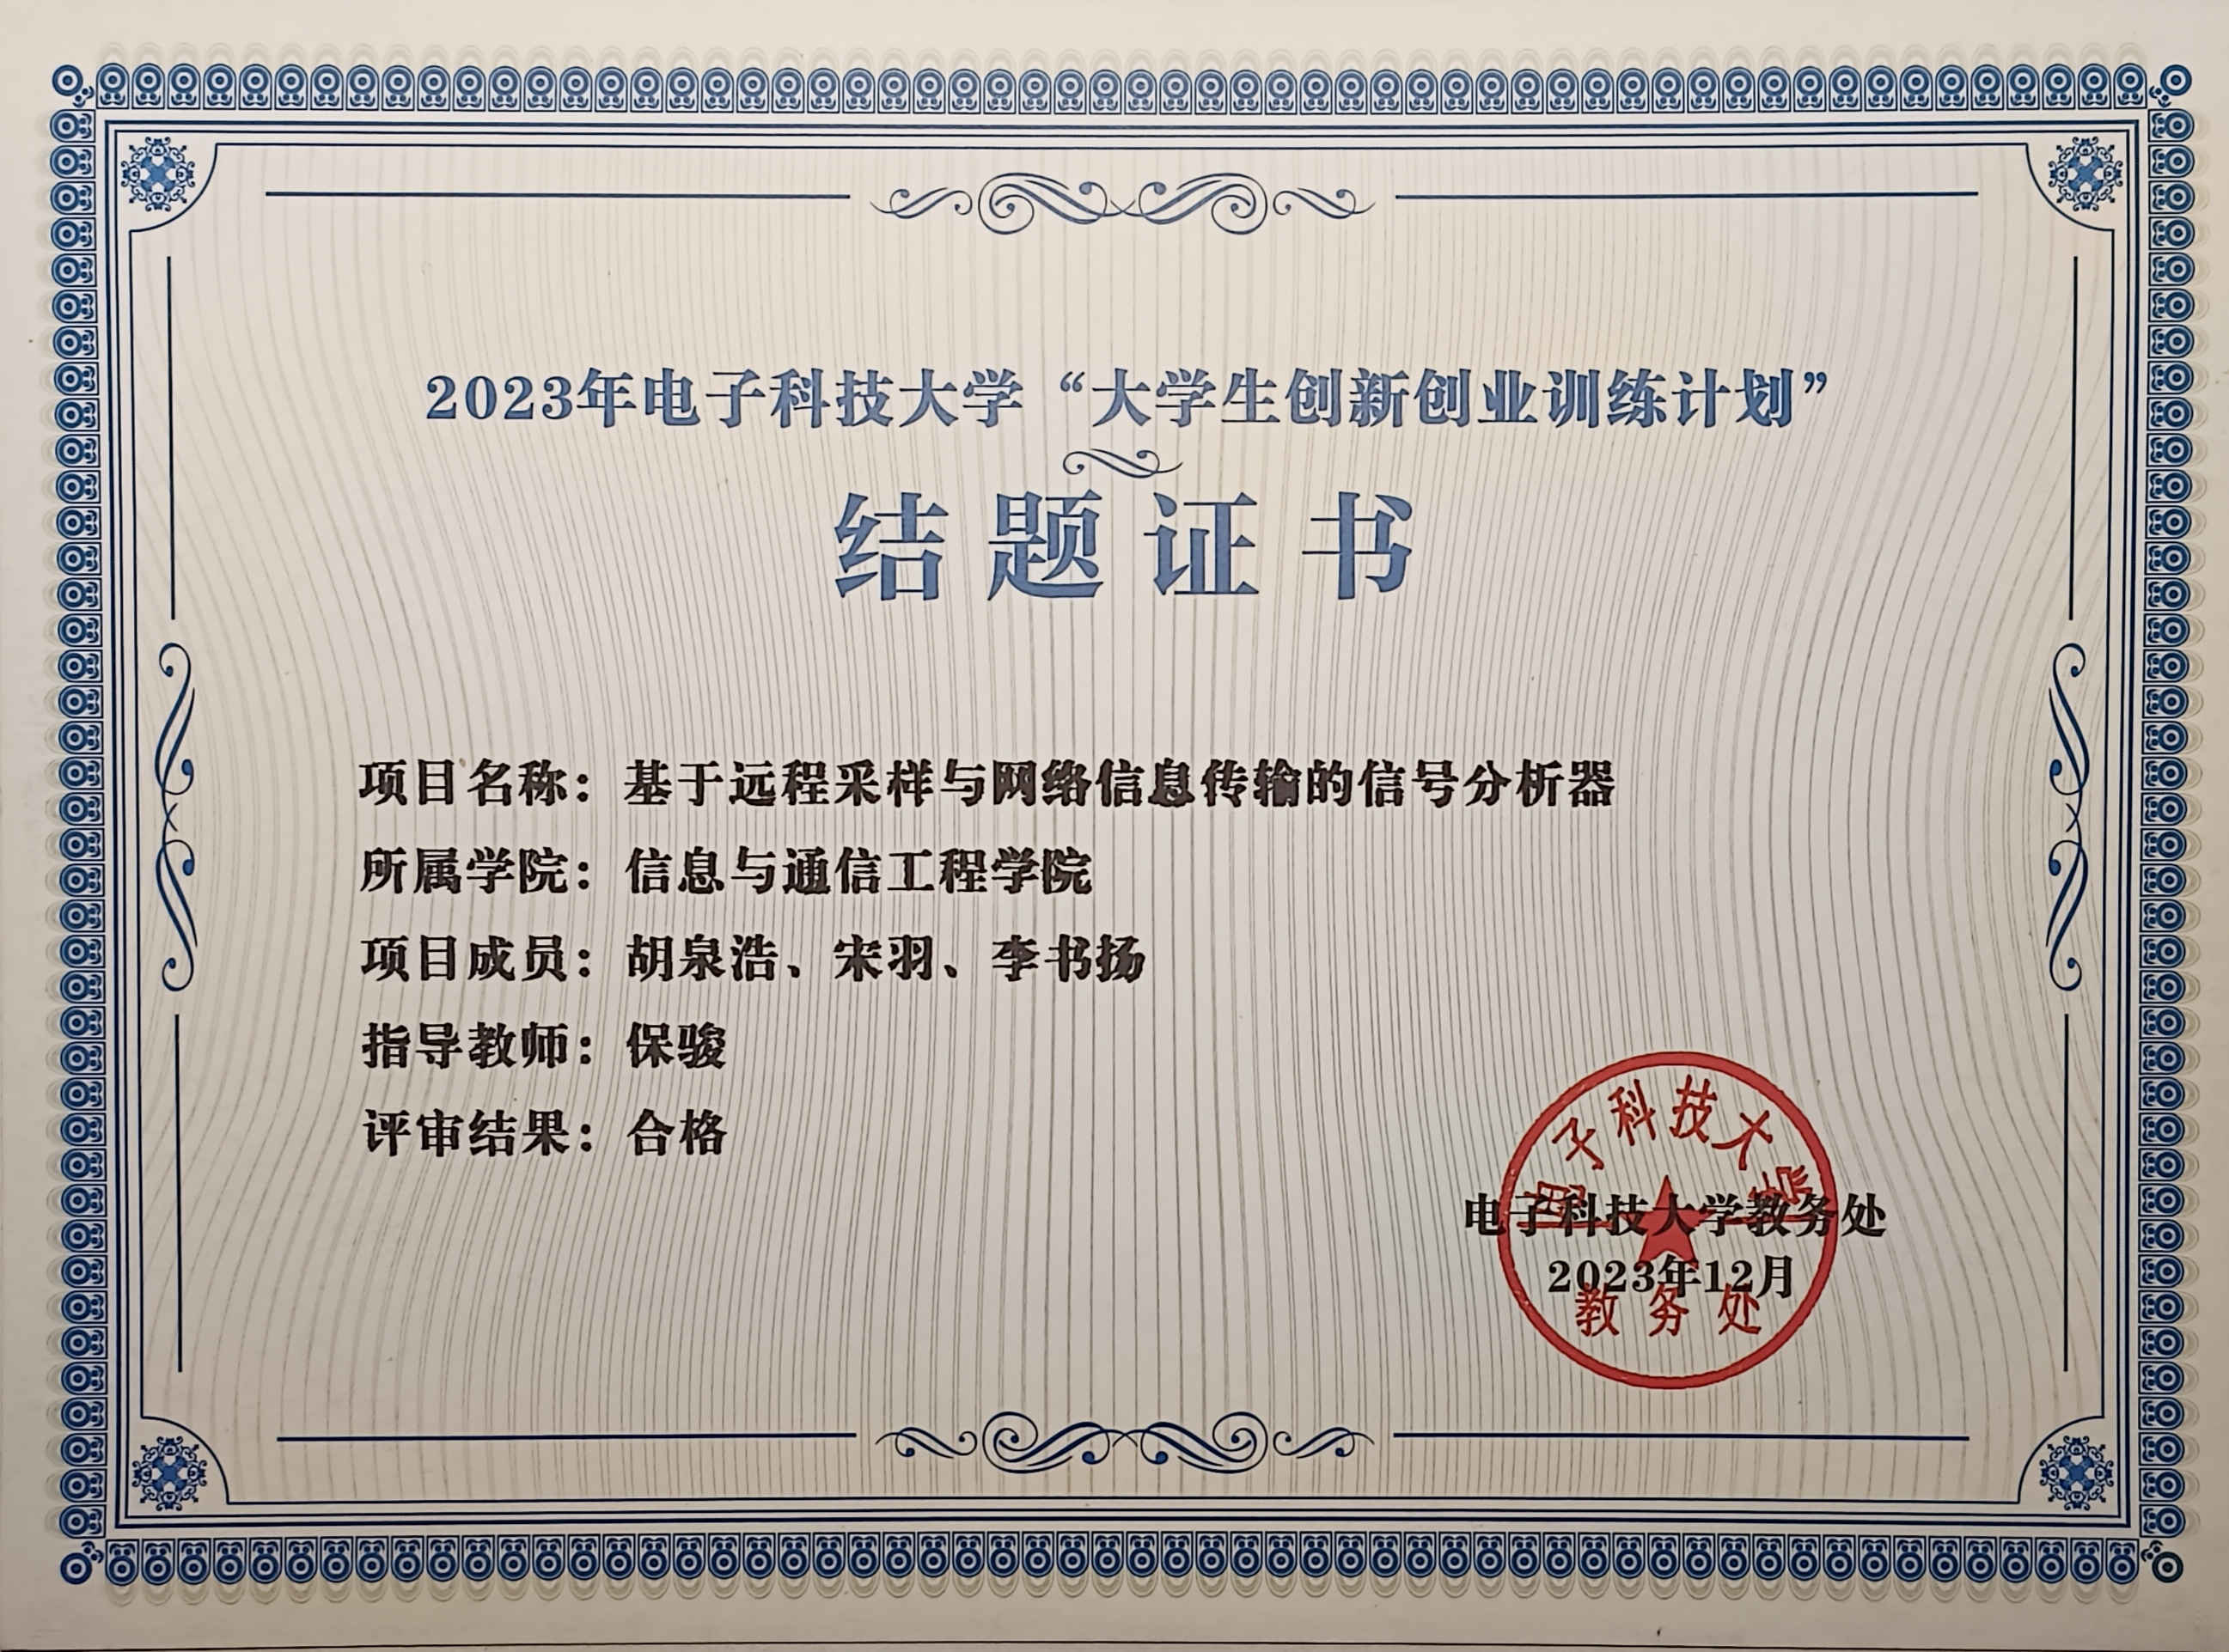 2023年电子科技大学“大学生创新创业训练计划”
结题证书
项目名称：基于远程采样与网络信息传输的信号分析器
所属学院：信息与通信工程学院
项目成员：胡泉浩、宋羽、李书扬
指导教师：保骏
评审结果：合格
电子科技大学
电子科技大学教务处
2023年12月
教务处